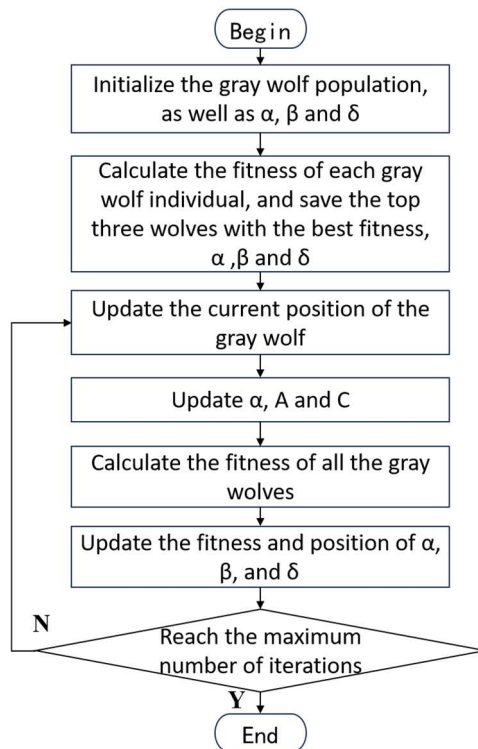 Begin
Initialize the gray wolf population,
as well as α, β and δ
Calculate the fitness of each gray
wolf individual, and save the top
three wolves with the best fitness,
α ,β and δ
Update the current position of the
gray wolf
Update α, A and C
Calculate the fitness of all the gray
wolves
Update the fitness and position of α,
β, and δ
N
Reach the maximum
number of iterations
Y
End